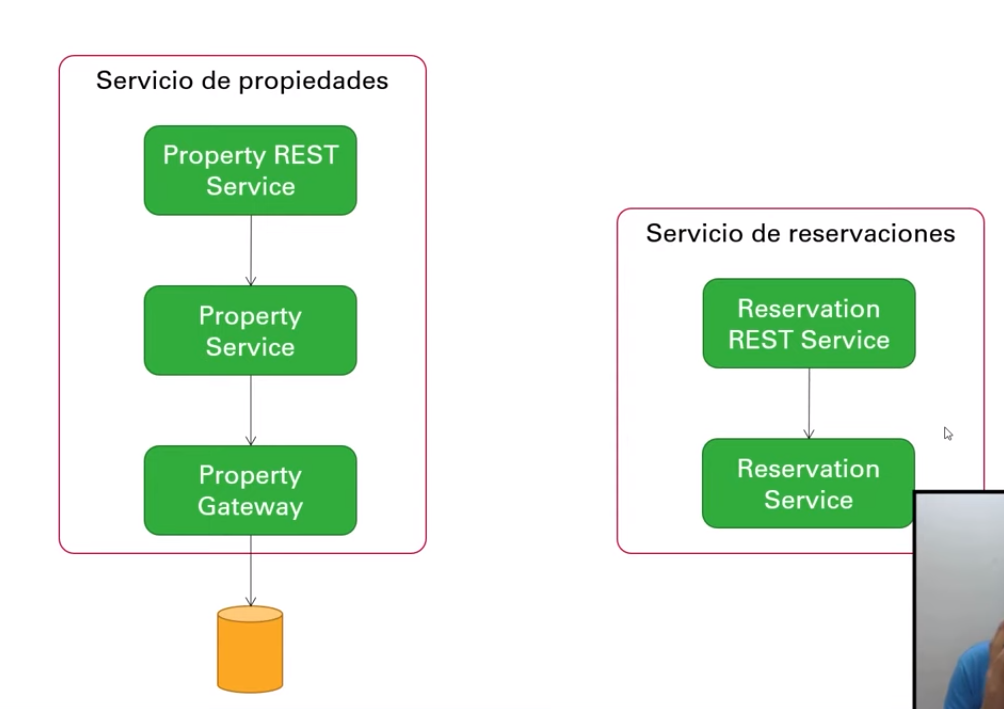 Servicio de propiedades
Property REST
Service
Property
Service
Property
Gateway
Servicio de reservaciones
Reservation
REST Service
Reservation
Service